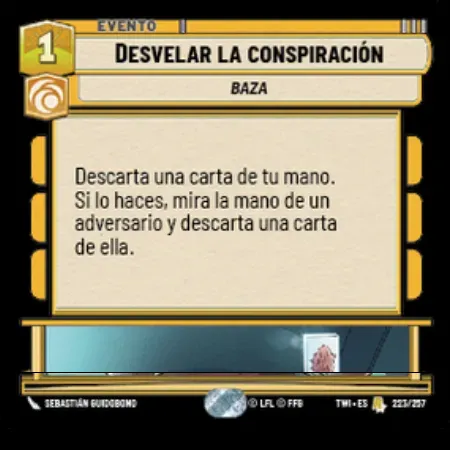 EVENTO
1
DESVELAR LA CONSPIRACIÓN
BAZA
Descarta una carta de tu mano.
Si lo haces, mira la mano de un
adversario y descarta una carta
de ella.
SEBASTIÁN GUIDOBONO
© LFL © FFG
TWI • ES
223/257